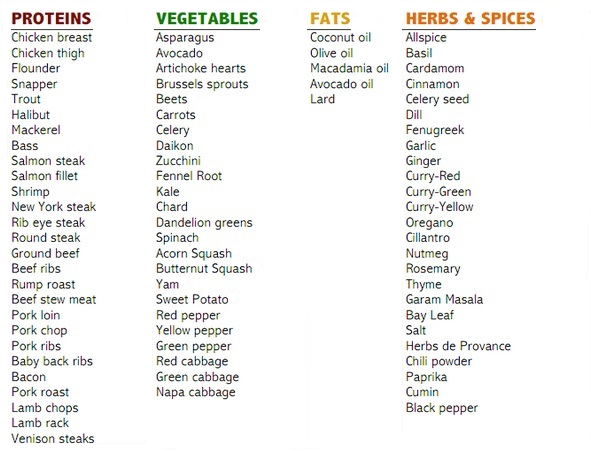 PROTEINS
Chicken breast
Chicken thigh
Flounder
Snapper
Trout
Halibut
Mackerel
Bass
Salmon steak
Salmon fillet
Shrimp
New York steak
Rib eye steak
Round steak
Ground beef
Beef ribs
Rump roast
Beef stew meat
Pork loin
Pork chop
Pork ribs
Baby back ribs
Bacon
Pork roast
Lamb chops
Lamb rack
Venison steaks
VEGETABLES
Asparagus
Avocado
Artichoke hearts
Brussels sprouts
Beets
Carrots
Celery
Daikon
Zucchini
Fennel Root
Kale
Chard
Dandelion greens
Spinach
Acorn Squash
Butternut Squash
Yam
Sweet Potato
Red pepper
Yellow pepper
Green pepper
Red cabbage
Green cabbage
Napa cabbage
FATS
Coconut oil
Olive oil
Macadamia oil
Avocado oil
Lard
HERBS & SPICES
Allspice
Basil
Cardamom
Cinnamon
Celery seed
Dill
Fenugreek
Garlic
Ginger
Curry-Red
Curry-Green
Curry-Yellow
Oregano
Cillantro
Nutmeg
Rosemary
Thyme
Garam Masala
Bay Leaf
Salt
Herbs de Provance
Chili powder
Paprika
Cumin
Black pepper